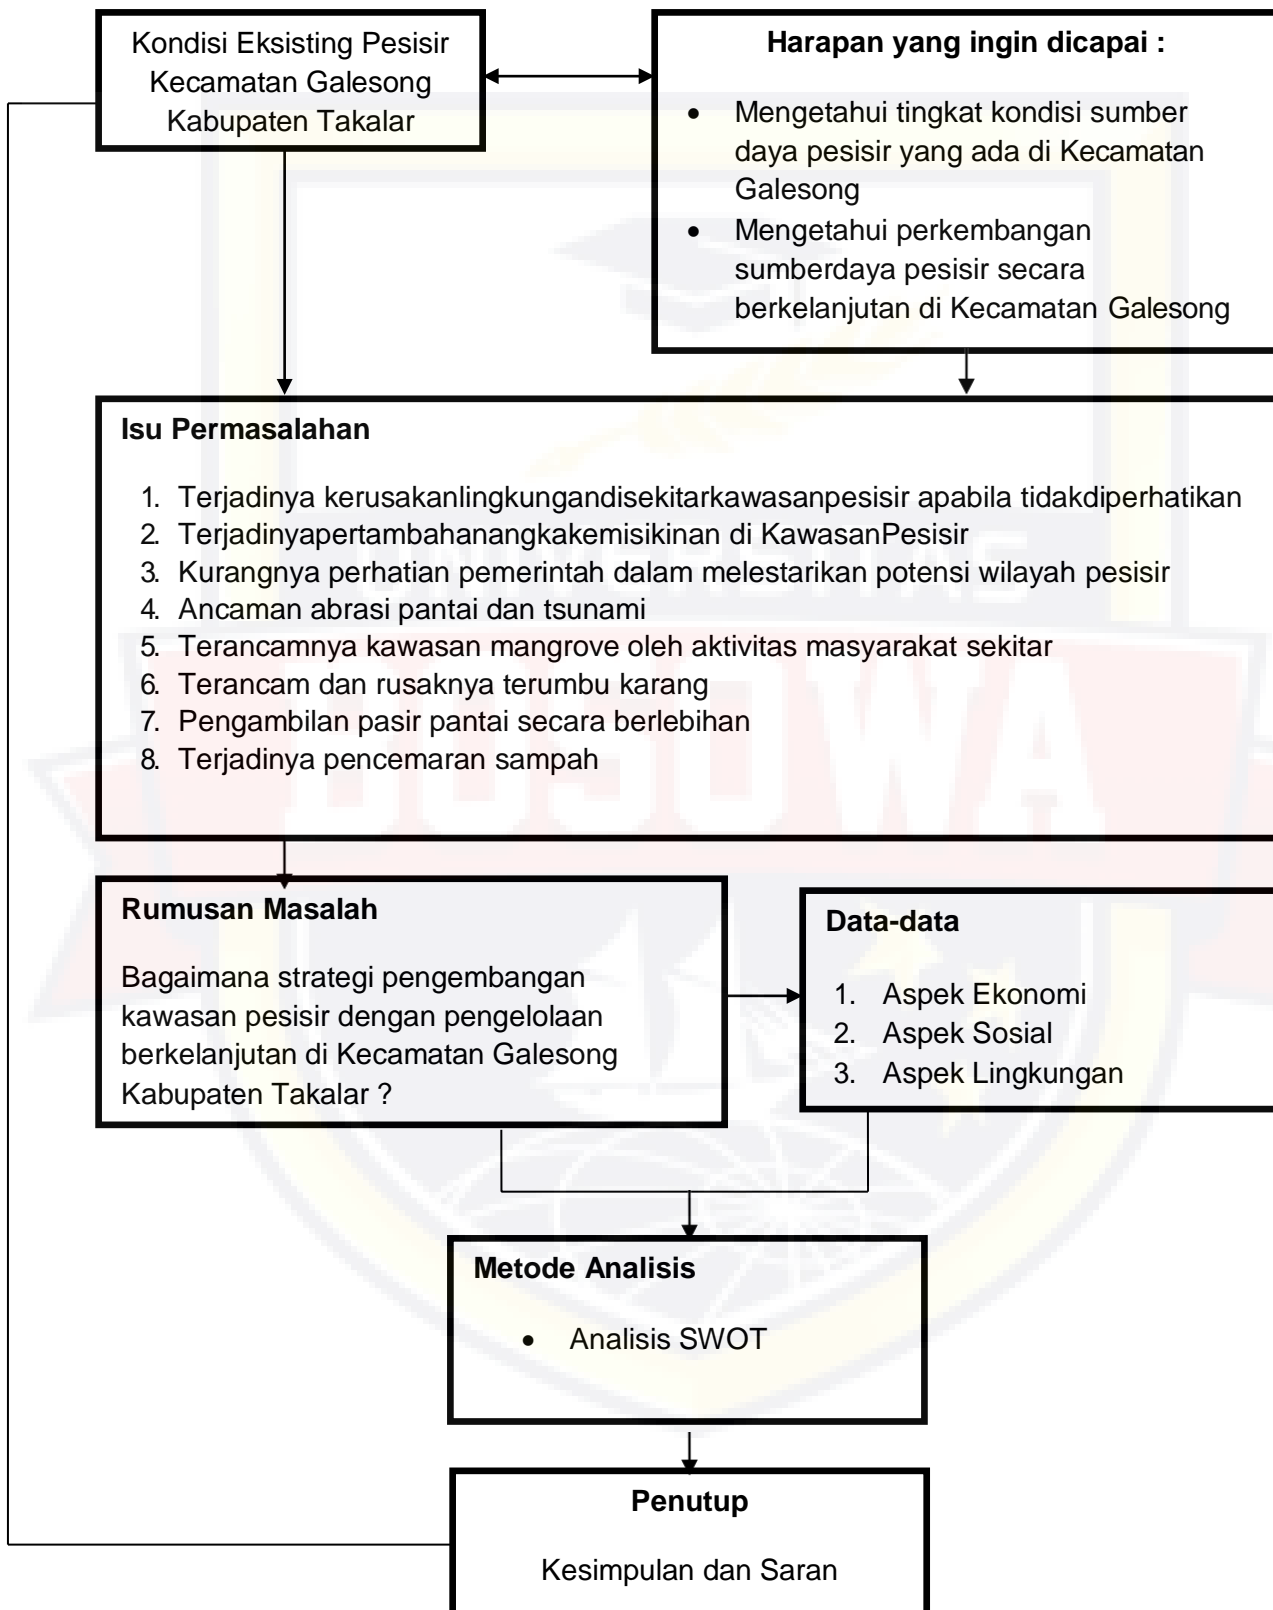 Kondisi Eksisting Pesisir
Kecamatan Galesong
Kabupaten Takalar
Harapan yang ingin dicapai :
• Mengetahui tingkat kondisi sumber
daya pesisir yang ada di Kecamatan
Galesong
• Mengetahui perkembangan
sumberdaya pesisir secara
berkelanjutan di Kecamatan Galesong
Isu Permasalahan
1. Terjadinya kerusakanlingkungandisekitarkawasanpesisir apabila tidakdiperhatikan
2. Terjadinyapertambahanangkakemisikinan di KawasanPesisir
3. Kurangnya perhatian pemerintah dalam melestarikan potensi wilayah pesisir
4. Ancaman abrasi pantai dan tsunami
5. Terancamnya kawasan mangrove oleh aktivitas masyarakat sekitar
6. Terancam dan rusaknya terumbu karang
7. Pengambilan pasir pantai secara berlebihan
8. Terjadinya pencemaran sampah
UNIVERSITAS
BOSOWA
Rumusan Masalah
Bagaimana strategi pengembangan
kawasan pesisir dengan pengelolaan
berkelanjutan di Kecamatan Galesong
Kabupaten Takalar ?
Data-data
1. Aspek Ekonomi
2. Aspek Sosial
3. Aspek Lingkungan
Metode Analisis
• Analisis SWOT
Penutup
Kesimpulan dan Saran